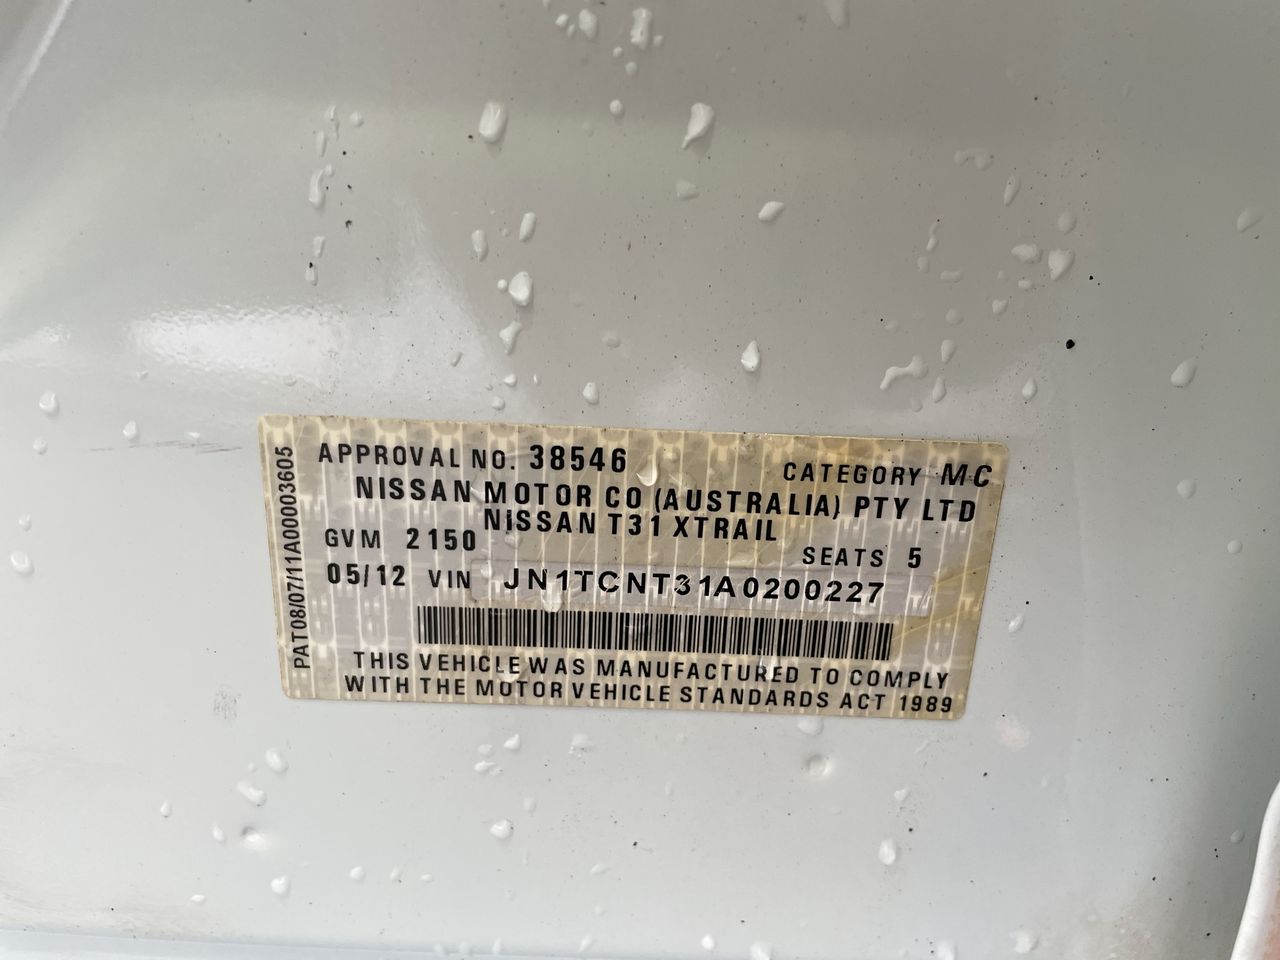 APPROVAL NO. 38546 CATEGORY MC
NISSAN MOTOR CO (AUSTRALIA) PTY LTD
NISSAN T31 XTRAIL
GVM 2150 SEATS 5
05/12 VIN JN1TCNT31A0200227
THIS VEHICLE WAS MANUFACTURED TO COMPLY
WITH THE MOTOR VEHICLE STANDARDS ACT 1989
PAT08/07/11A00003605